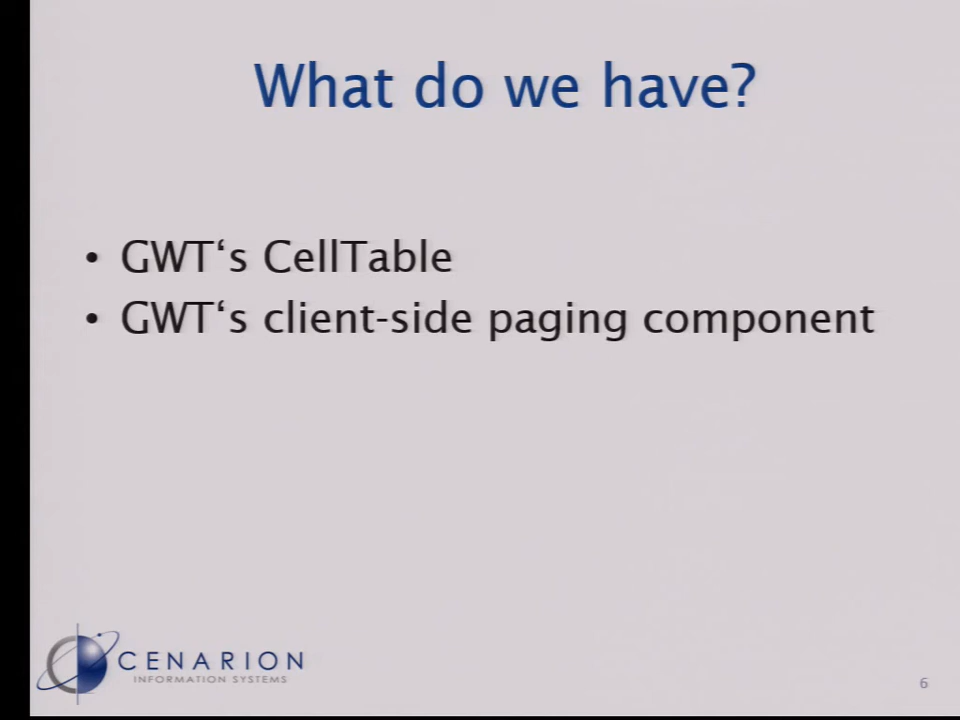 What do we have?
• GWT‘s CellTable
• GWT‘s client-side paging component
CENARION
INFORMATION SYSTEMS
6